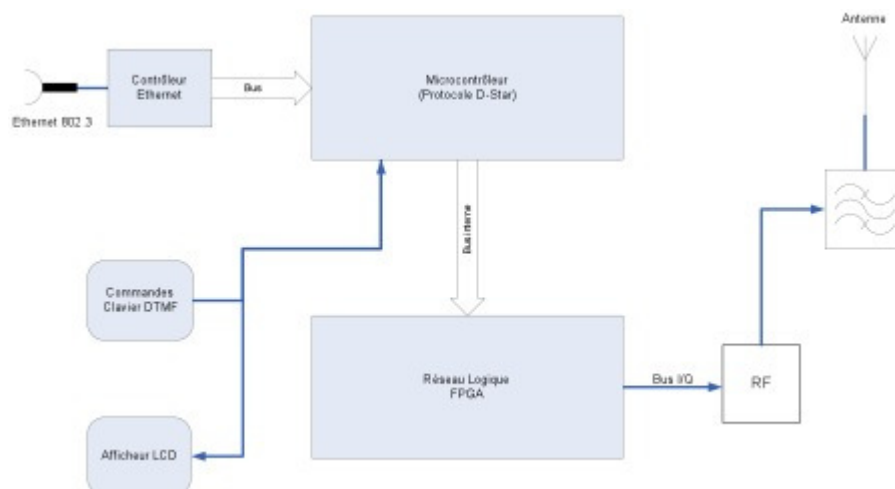 Antenne
Contrôleur
Ethernet
Bus
Microcontrôleur
(Protocole D-Star)
Ethernet 802.3
Bus interne
Commandes
Clavier DTMF
Réseau Logique
FPGA
Bus I/Q
RF
Afficheur LCD